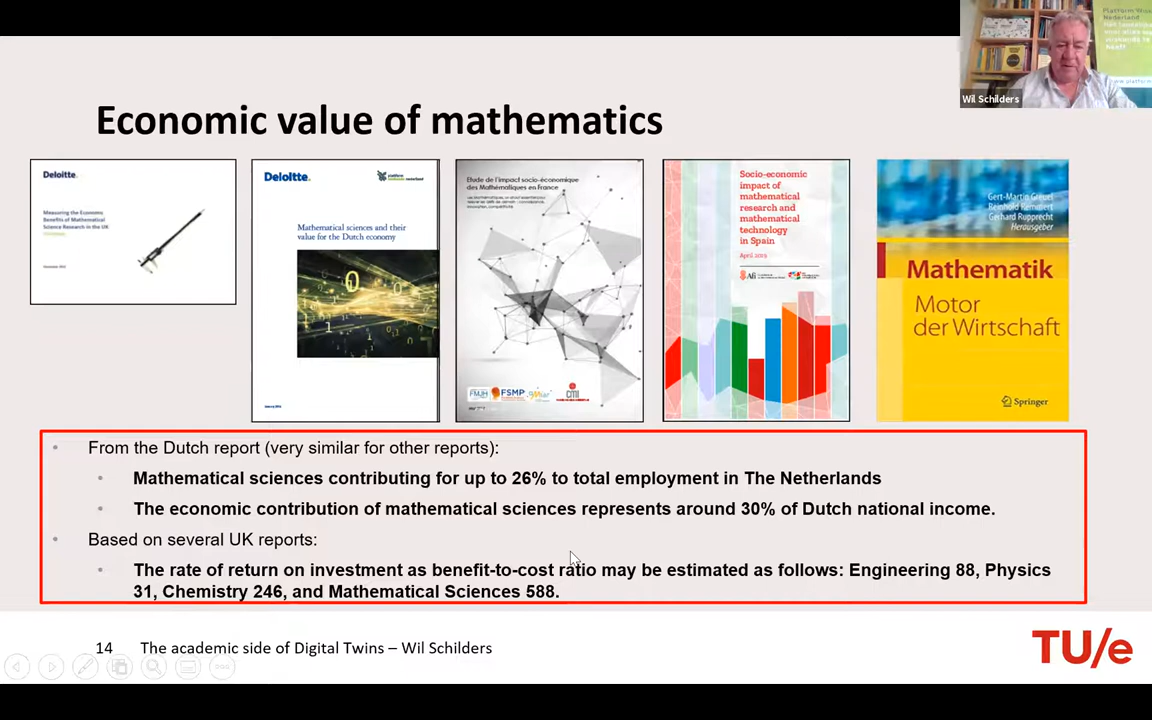 Platform Wis
Nederland
Wil Schilders
Economic value of mathematics
Deloitte.
Measuring the Economic
Benefits of Mathematical
Science Research in the UK
Deloitte.
Mathematical sciences and their
value for the Dutch economy
Etude de l'impact socio-économique
des Mathématiques en France
FMJH
FSMP
CMI
Socio-economic
impact of
mathematical
research and
mathematical
technology
in Spain
April 2019
Afi
Gert-Martin Greuel
Reinhold Remmert
Gerhard Rupprecht
Herausgeber
Mathematik
Motor
der Wirtschaft
Springer
• From the Dutch report (very similar for other reports):
• Mathematical sciences contributing for up to 26% to total employment in The Netherlands
• The economic contribution of mathematical sciences represents around 30% of Dutch national income.
• Based on several UK reports:
• The rate of return on investment as benefit-to-cost ratio may be estimated as follows: Engineering 88, Physics
31, Chemistry 246, and Mathematical Sciences 588.
14 The academic side of Digital Twins – Wil Schilders
TU/e